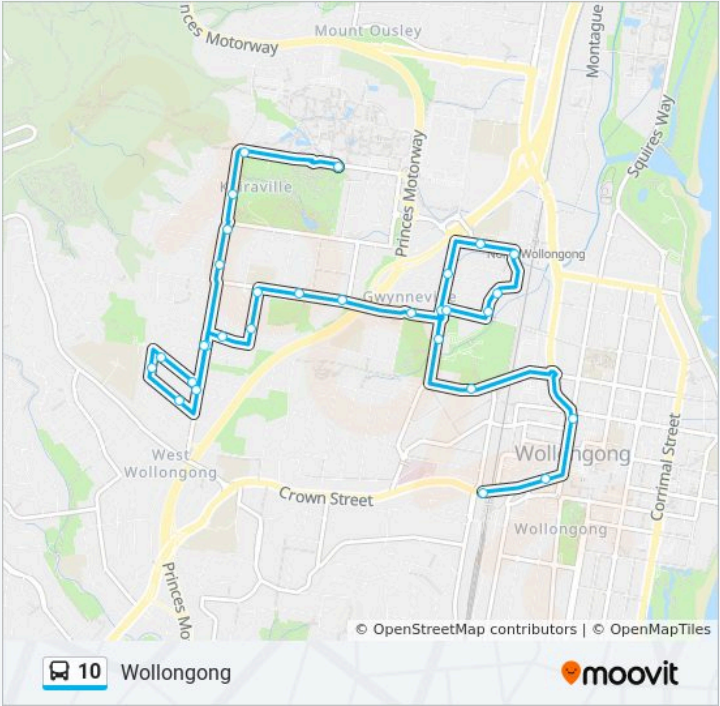 Princes Motorway
Mount Ousley
Montague
Squires Way
Princes Motorway
Keiraville
North Wollongong
Gwynneville
West
Wollongong
Wollongong
Corrimal Street
Crown Street
Wollongong
Princes Mo
© OpenStreetMap contributors | © OpenMapTiles
10 Wollongong
moovit